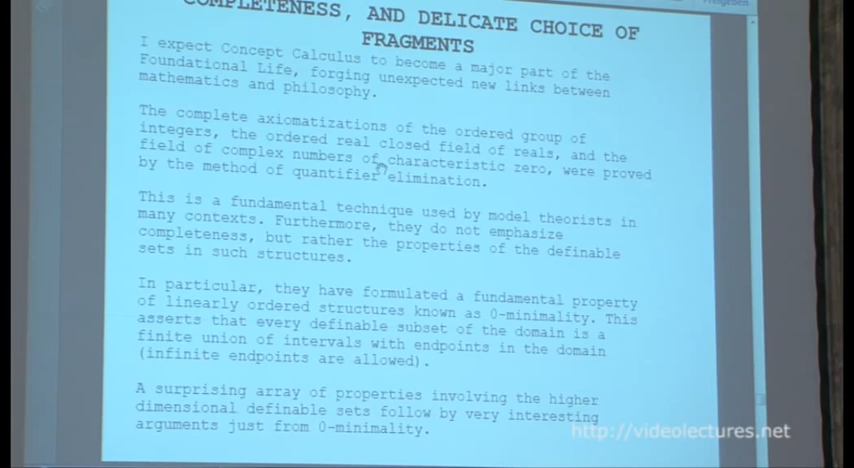 COMPLETENESS, AND DELICATE CHOICE OF
FRAGMENTS
I expect Concept Calculus to become a major part of the
Foundational Life, forging unexpected new links between
mathematics and philosophy.
The complete axiomatizations of the ordered group of
integers, the ordered real closed field of reals, and the
field of complex numbers of characteristic zero, were proved
by the method of quantifier elimination.
This is a fundamental technique used by model theorists in
many contexts. Furthermore, they do not emphasize
completeness, but rather the properties of the definable
sets in such structures.
In particular, they have formulated a fundamental property
of linearly ordered structures known as 0-minimality. This
asserts that every definable subset of the domain is a
finite union of intervals with endpoints in the domain
(infinite endpoints are allowed).
A surprising array of properties involving the higher
dimensional definable sets follow by very interesting
arguments just from 0-minimality.
http://videolectures.net